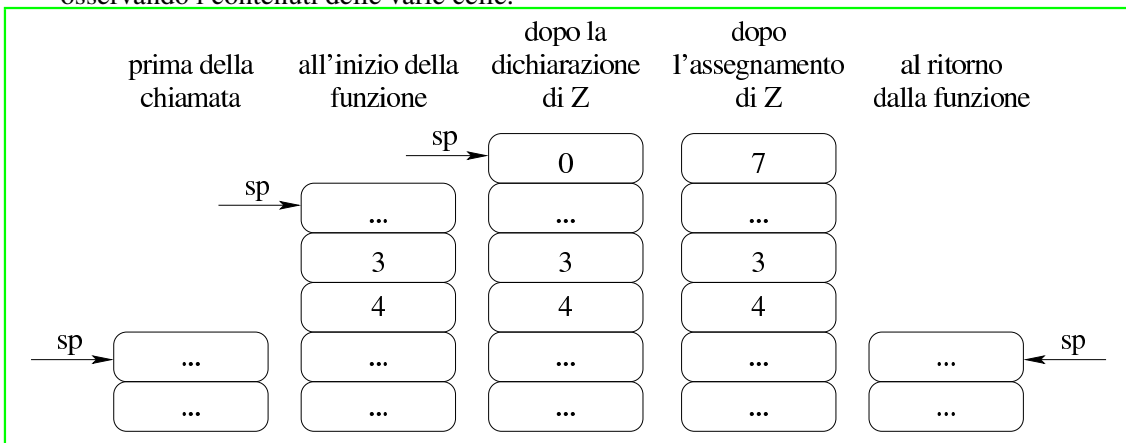 osservando i contenuti delle varie celle.
prima della
chiamata
all'inizio della
funzione
dopo la
dichiarazione
di Z
dopo
l'assegnamento
di Z
al ritorno
dalla funzione
sp
0
7
sp
...
...
...
3
3
3
4
4
4
sp
...
...
...
...
...
sp
...
...
...
...
...